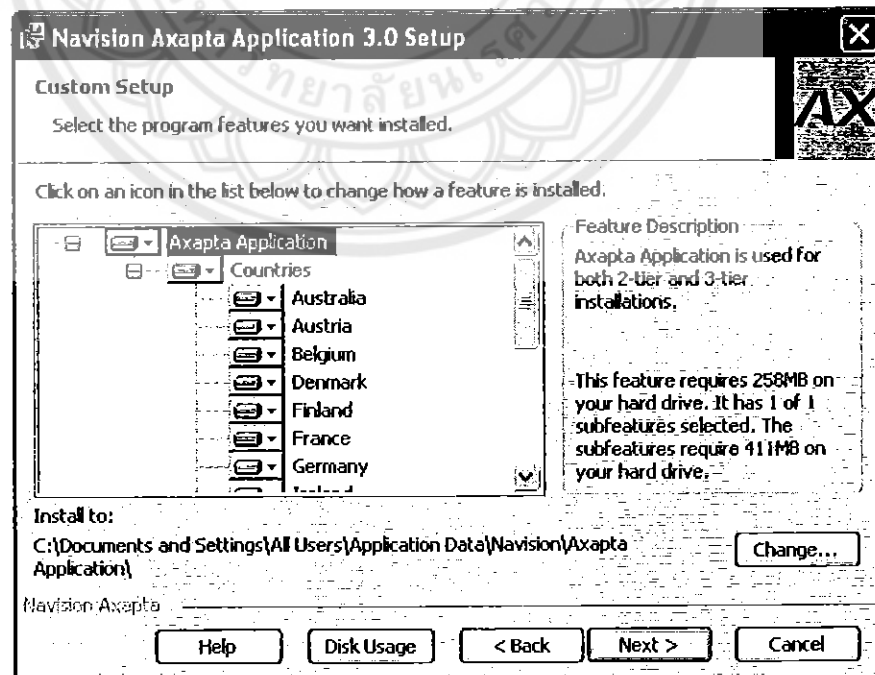 Navision Axapta Application 3.0 Setup
Custom Setup
Select the program features you want installed.
AX
Click on an icon in the list below to change how a feature is installed.
Axapta Application
Countries
Australia
Austria
Belgium
Denmark
Finland
France
Germany
Feature Description
Axapta Application is used for
both 2-tier and 3-tier
installations.
This feature requires 258MB on
your hard drive. It has 1 of 1
subfeatures selected. The
subfeatures require 411MB on
your hard drive.
Install to:
C:\Documents and Settings\All Users\Application Data\Navision\Axapta
Application\
Change...
Navision Axapta
Help
Disk Usage
< Back
Next >
Cancel